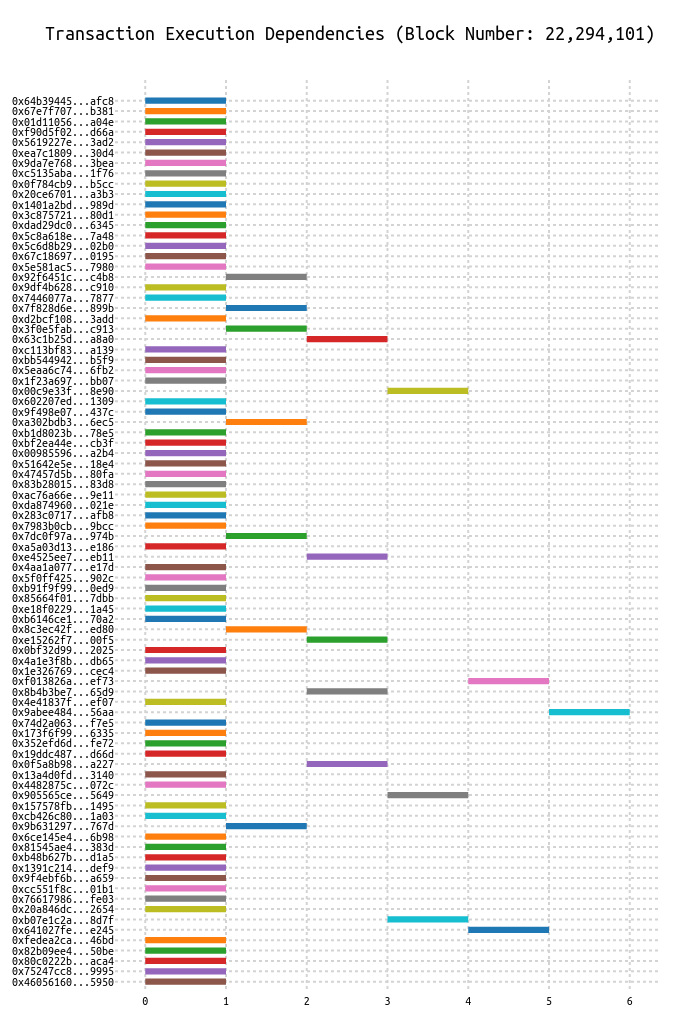 Transaction Execution Dependencies (Block Number: 22,294,101)
0x64b39445...afc8
0x67e7f707...b381
0x01d11056...a04e
0xf90d5f02...d66a
0x5619227e...3ad2
0xea7c1809...30d4
0x9da7e768...3bea
0xc5135aba...1f76
0x0f784cb9...b5cc
0x20ce6701...a3b3
0x1401a2bd...989d
0x3c875721...80d1
0xdad29dc0...6345
0x5c8a618e...7a48
0x5c6d8b29...02b0
0x67c18697...0195
0x5e581ac5...7980
0x92f6451c...c4b8
0x9df4b628...c910
0x7446077a...7877
0x7f828d6e...899b
0xd2bcf108...3add
0x3f0e5fab...c913
0x63c1b25d...a8a0
0xc113bf83...a139
0xbb544942...b5f9
0x5eaa6c74...6fb2
0x1f23a697...bb07
0x00c9e33f...8e90
0x602207ed...1309
0x9f498e07...437c
0xa302bdb3...6ec5
0xb1d8023b...78e5
0xbf2ea44e...cb3f
0x00985596...a2b4
0x51642e5e...18e4
0x47457d5b...80fa
0x83b28015...83d8
0xac76a66e...9e11
0xda874960...021e
0x283c0717...afb8
0x7983b0cb...9bcc
0x7dc0f97a...974b
0xa5a03d13...e186
0xe4525ee7...eb11
0x4aa1a077...e17d
0x5f0ff425...902c
0xb91f9f99...0ed9
0x85664f01...7dbb
0xe18f0229...1a45
0xb6146ce1...70a2
0x8c3ec42f...ed80
0xe15262f7...00f5
0x0bf32d99...2025
0x4a1e3f8b...db65
0x1e326769...cec4
0xf013826a...ef73
0x8b4b3be7...65d9
0x4e41837f...ef07
0x9abee484...56aa
0x74d2a063...f7e5
0x173f6f99...6335
0x352efd6d...fe72
0x19ddc487...d66d
0x0f5a8b98...a227
0x13a4d0fd...3140
0x4482875c...072c
0x905565ce...5649
0x157578fb...1495
0xcb426c80...1a03
0x9b631297...767d
0x6ce145e4...6b98
0x81545ae4...383d
0xb48b627b...d1a5
0x1391c214...def9
0x9f4ebf6b...a659
0xcc551f8c...01b1
0x76617986...fe03
0x20a846dc...2654
0xb07e1c2a...8d7f
0x641027fe...e245
0xfedea2ca...46bd
0x82b09ee4...50be
0x80c0222b...aca4
0x75247cc8...9995
0x46056160...5950
0 1 2 3 4 5 6